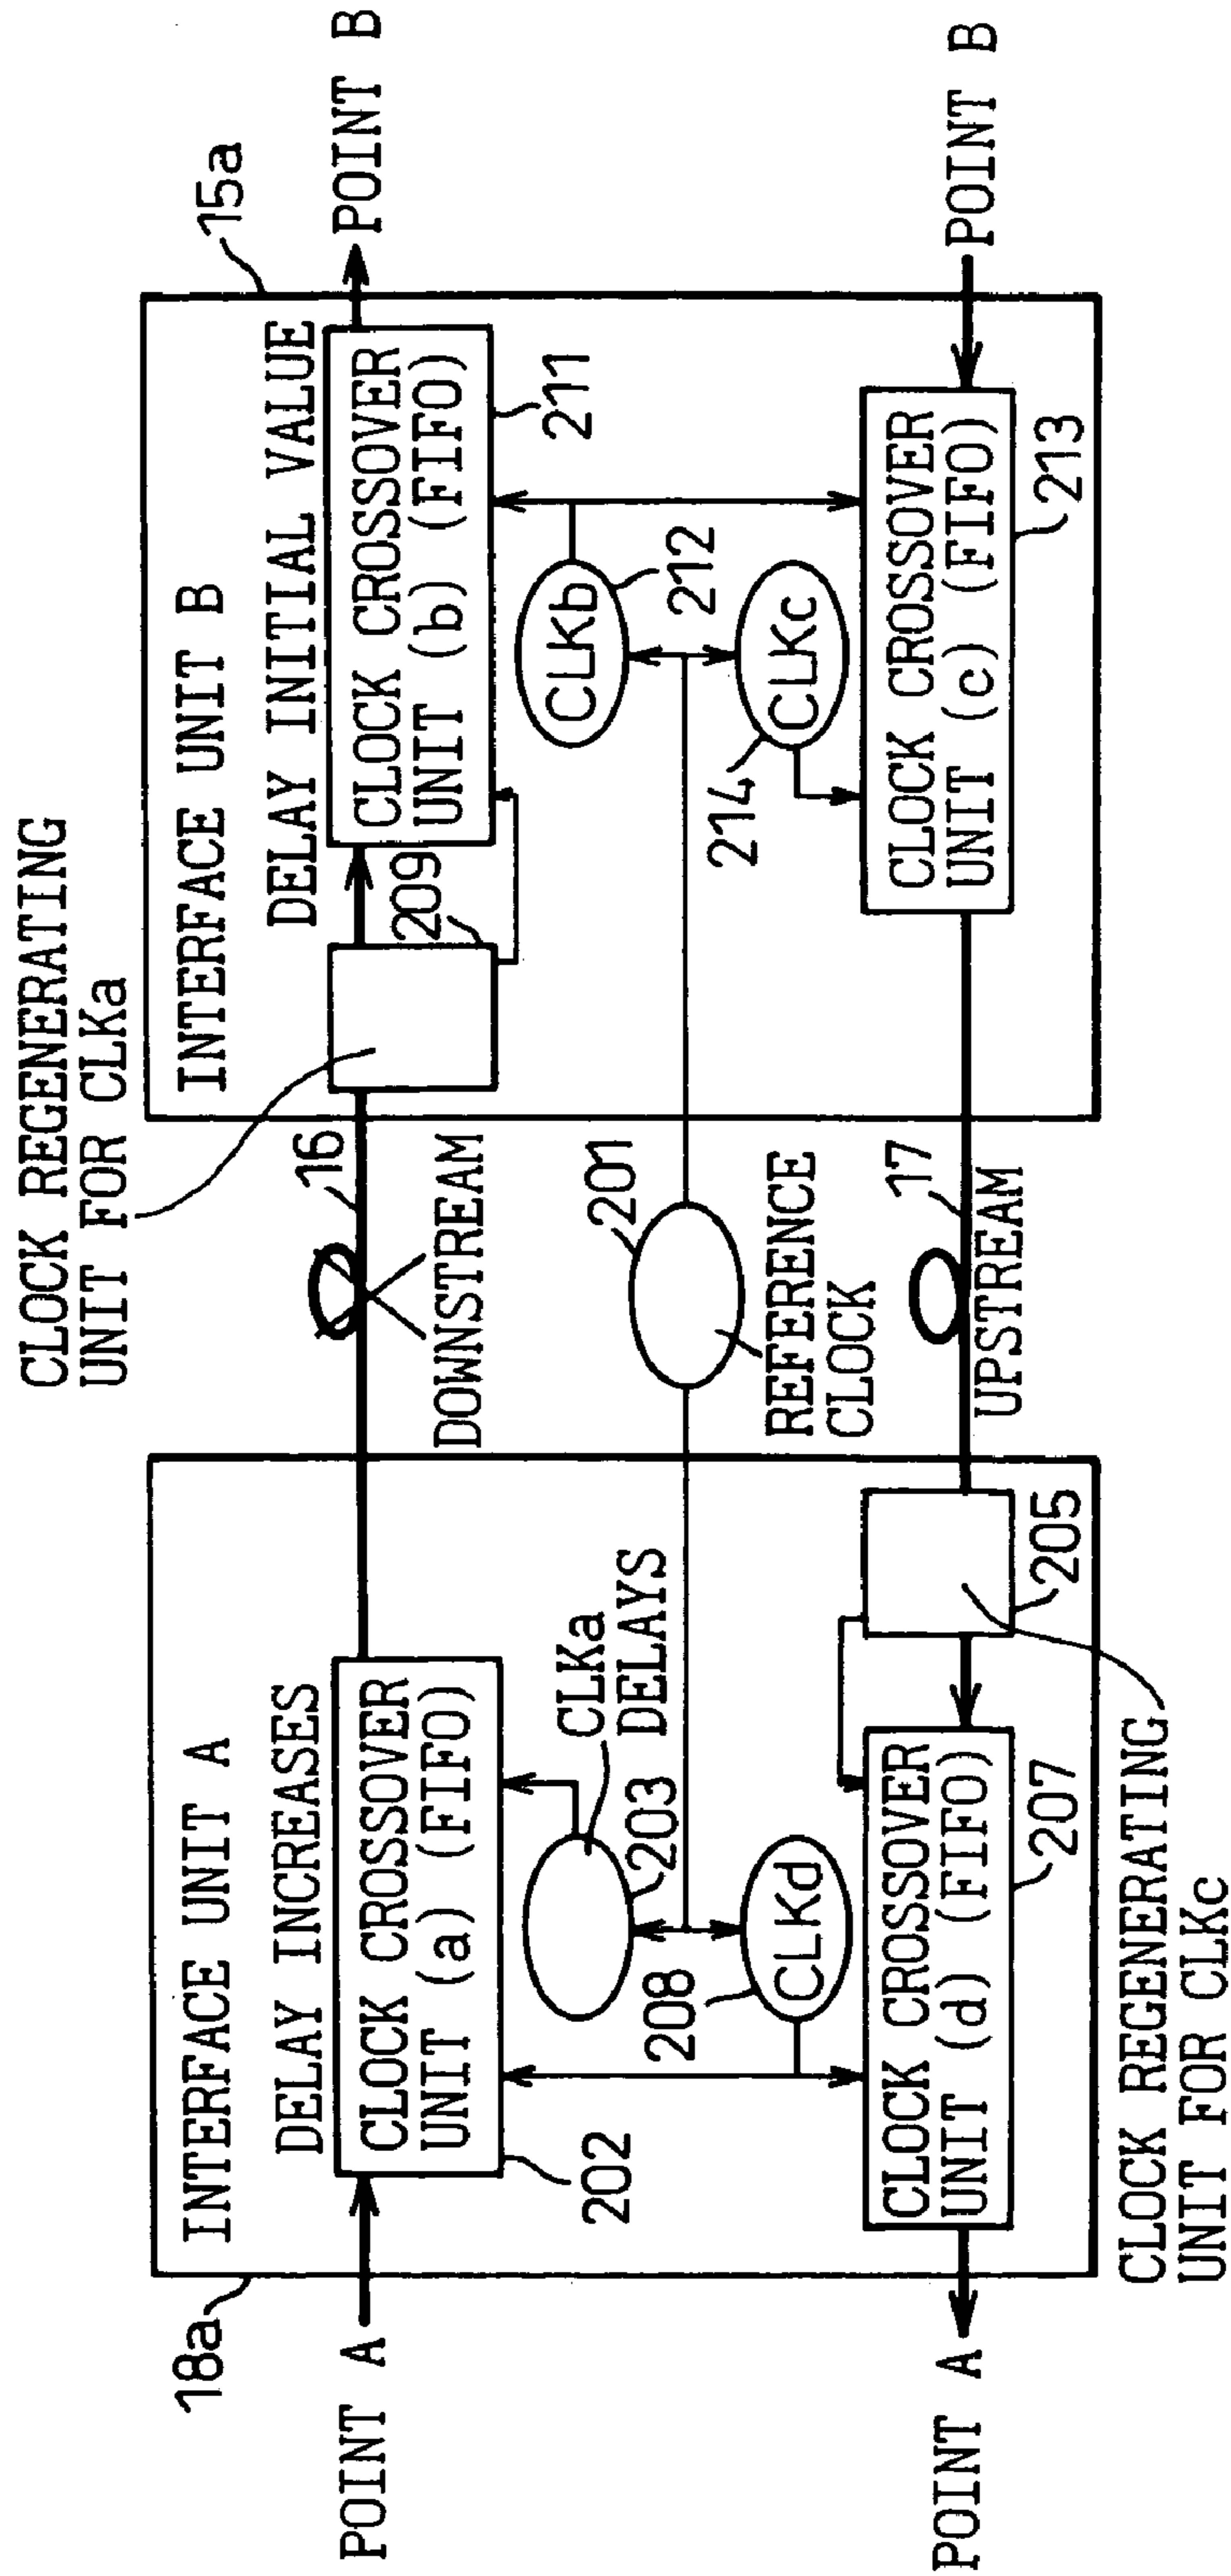 CLOCK REGENERATING
UNIT FOR CLKa
18a
INTERFACE UNIT A
DELAY INCREASES
POINT A
CLOCK CROSSOVER
UNIT (a) (FIFO)
202
203
CLKa
DELAYS
16
DOWNSTREAM
15a
INTERFACE UNIT B
DELAY INITIAL VALUE
209
CLOCK CROSSOVER
UNIT (b) (FIFO)
211
POINT B
201
REFERENCE
CLOCK
CLKb
212
214
CLKc
208
CLKd
POINT A
CLOCK CROSSOVER
UNIT (d) (FIFO)
207
205
17
UPSTREAM
CLOCK CROSSOVER
UNIT (c) (FIFO)
213
POINT B
CLOCK REGENERATING
UNIT FOR CLKc